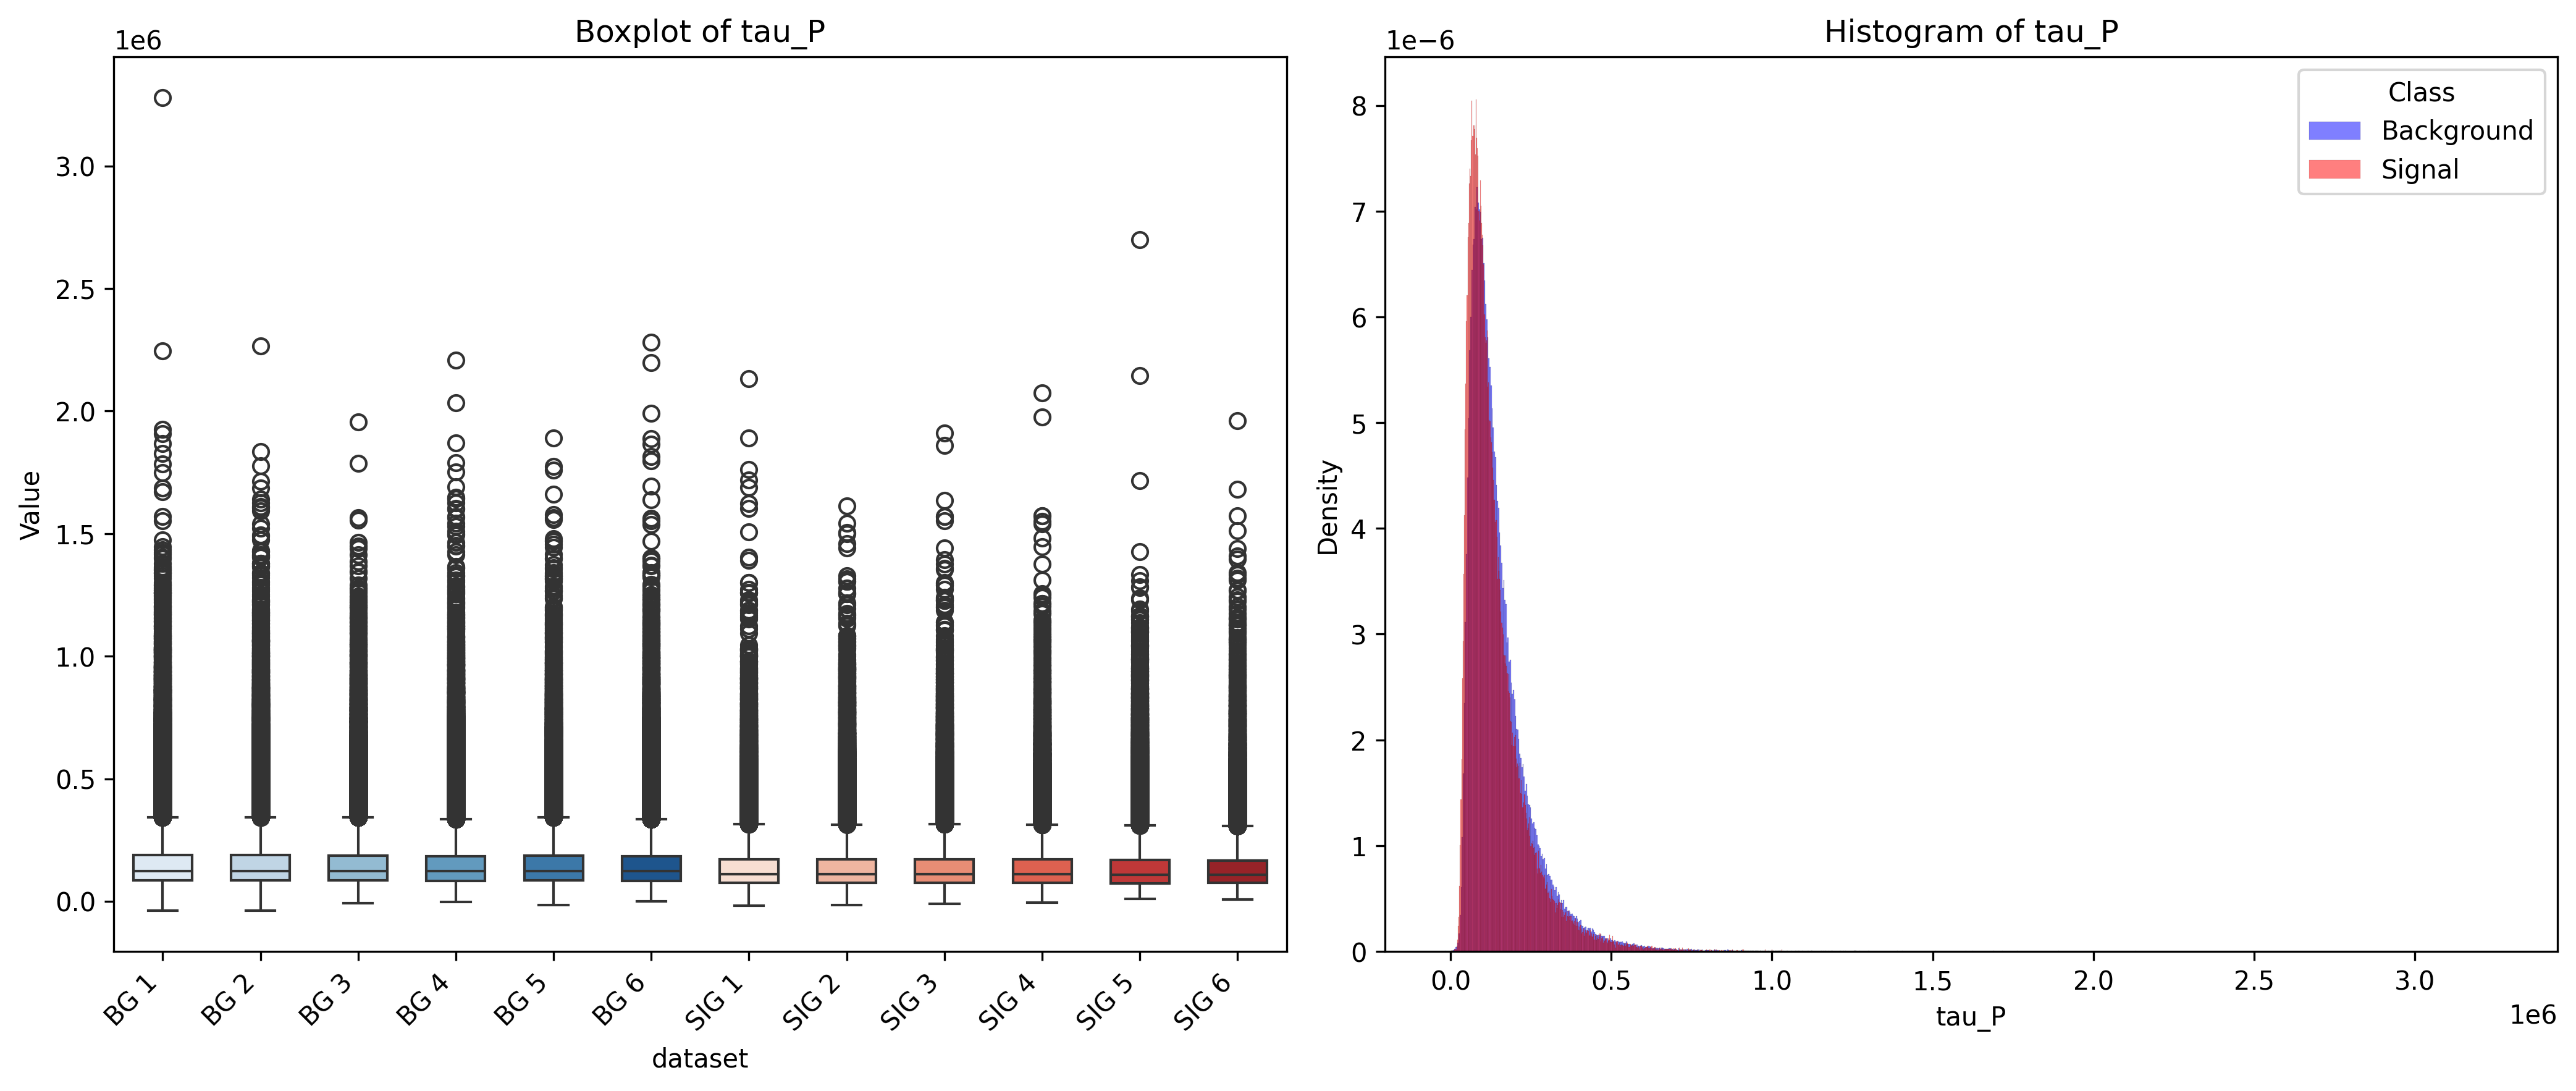 Boxplot of tau_P
1e6
3.0
2.5
2.0
1.5
1.0
0.5
0.0
Value
BG 1
BG 2
BG 3
BG 4
BG 5
BG 6
SIG 1
SIG 2
SIG 3
SIG 4
SIG 5
SIG 6
dataset
Histogram of tau_P
1e−6
8
7
6
5
4
3
2
1
0
Density
Class
Background
Signal
0.0
0.5
1.0
1.5
2.0
2.5
3.0
1e6
tau_P